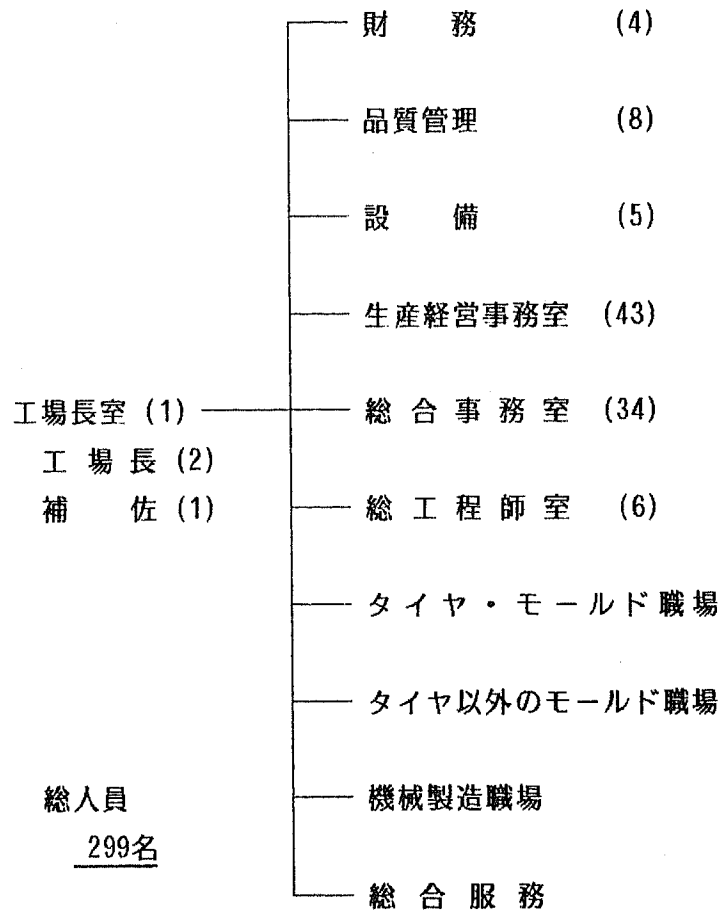 財務 (4)
品質管理 (8)
設備 (5)
生産経営事務室 (43)
工場長室 (1)
総合事務室 (34)
工場長 (2)
補佐 (1)
総工程師室 (6)
タイヤ・モールド職場
タイヤ以外のモールド職場
総人員
機械製造職場
299名
総合服務